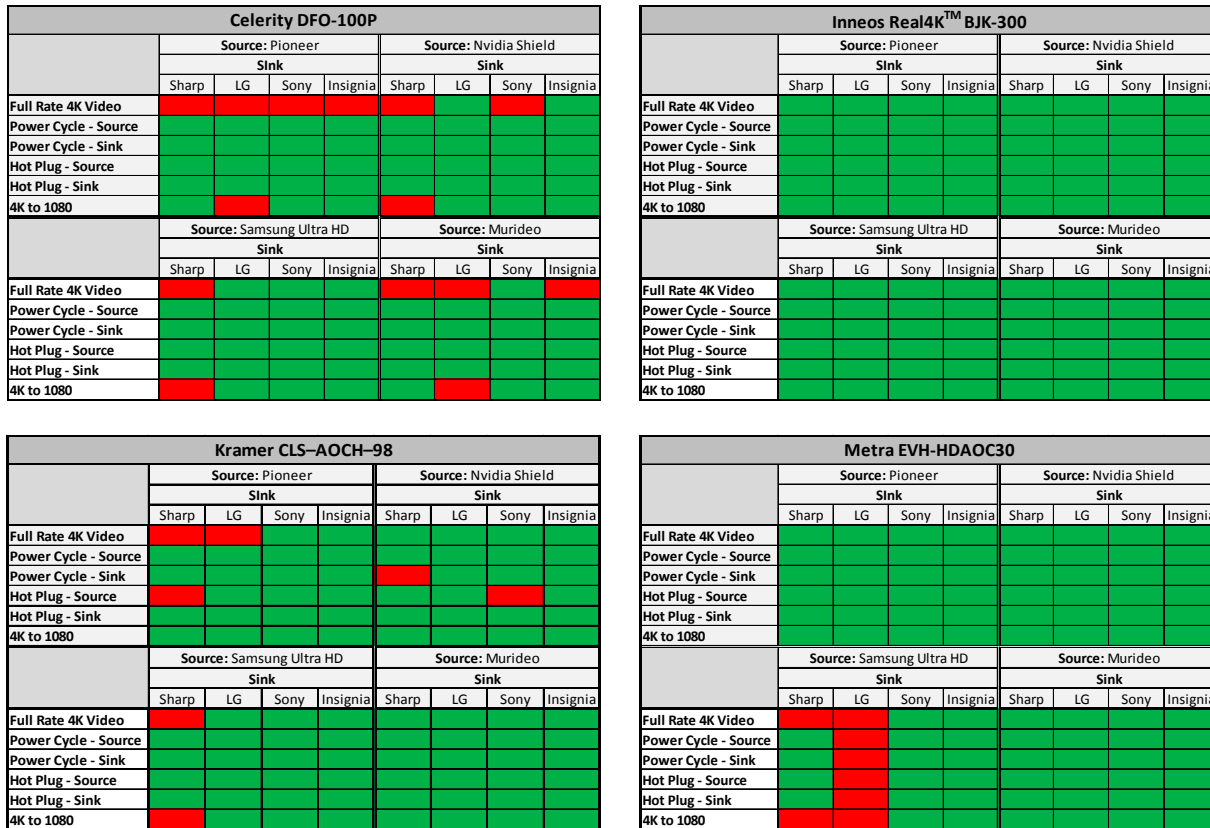 Celerity DFO-100P
Source: Pioneer Source: Nvidia Shield
SInk Sink
Sharp LG Sony Insignia Sharp LG Sony Insignia
Full Rate 4K Video
Power Cycle - Source
Power Cycle - Sink
Hot Plug - Source
Hot Plug - Sink
4K to 1080
Source: Samsung Ultra HD Source: Murideo
Sink Sink
Sharp LG Sony Insignia Sharp LG Sony Insignia
Full Rate 4K Video
Power Cycle - Source
Power Cycle - Sink
Hot Plug - Source
Hot Plug - Sink
4K to 1080
Inneos Real4K™ BJK-300
Source: Pioneer Source: Nvidia Shield
SInk Sink
Sharp LG Sony Insignia Sharp LG Sony Insignia
Full Rate 4K Video
Power Cycle - Source
Power Cycle - Sink
Hot Plug - Source
Hot Plug - Sink
4K to 1080
Source: Samsung Ultra HD Source: Murideo
Sink Sink
Sharp LG Sony Insignia Sharp LG Sony Insignia
Full Rate 4K Video
Power Cycle - Source
Power Cycle - Sink
Hot Plug - Source
Hot Plug - Sink
4K to 1080
Kramer CLS–AOCH–98
Source: Pioneer Source: Nvidia Shield
SInk Sink
Sharp LG Sony Insignia Sharp LG Sony Insignia
Full Rate 4K Video
Power Cycle - Source
Power Cycle - Sink
Hot Plug - Source
Hot Plug - Sink
4K to 1080
Source: Samsung Ultra HD Source: Murideo
Sink Sink
Sharp LG Sony Insignia Sharp LG Sony Insignia
Full Rate 4K Video
Power Cycle - Source
Power Cycle - Sink
Hot Plug - Source
Hot Plug - Sink
4K to 1080
Metra EVH-HDAOC30
Source: Pioneer Source: Nvidia Shield
SInk Sink
Sharp LG Sony Insignia Sharp LG Sony Insignia
Full Rate 4K Video
Power Cycle - Source
Power Cycle - Sink
Hot Plug - Source
Hot Plug - Sink
4K to 1080
Source: Samsung Ultra HD Source: Murideo
Sink Sink
Sharp LG Sony Insignia Sharp LG Sony Insignia
Full Rate 4K Video
Power Cycle - Source
Power Cycle - Sink
Hot Plug - Source
Hot Plug - Sink
4K to 1080